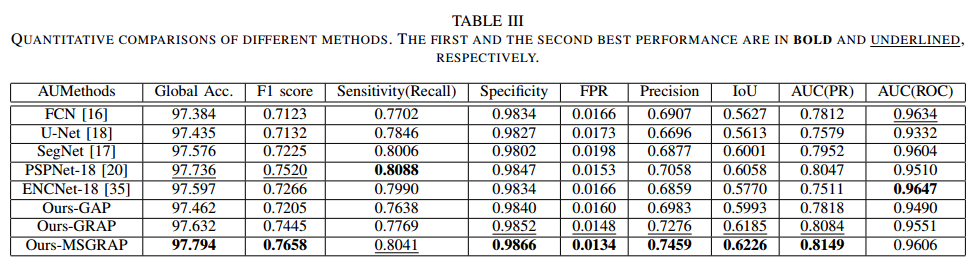 TABLE III
QUANTITATIVE COMPARISONS OF DIFFERENT METHODS. THE FIRST AND THE SECOND BEST PERFORMANCE ARE IN BOLD AND UNDERLINED,
RESPECTIVELY.
AUMethods Global Acc. F1 score Sensitivity(Recall) Specificity FPR Precision IoU AUC(PR) AUC(ROC)
FCN [16] 97.384 0.7123 0.7702 0.9834 0.0166 0.6907 0.5627 0.7812 0.9634
U-Net [18] 97.435 0.7132 0.7846 0.9827 0.0173 0.6696 0.5613 0.7579 0.9332
SegNet [17] 97.576 0.7225 0.8006 0.9802 0.0198 0.6877 0.6001 0.7952 0.9604
PSPNet-18 [20] 97.736 0.7520 0.8088 0.9847 0.0153 0.7058 0.6058 0.8047 0.9510
ENCNet-18 [35] 97.597 0.7266 0.7990 0.9834 0.0166 0.6859 0.5770 0.7511 0.9647
Ours-GAP 97.462 0.7205 0.7638 0.9840 0.0160 0.6983 0.5993 0.7818 0.9490
Ours-GRAP 97.632 0.7445 0.7769 0.9852 0.0148 0.7276 0.6185 0.8084 0.9551
Ours-MSGRAP 97.794 0.7658 0.8041 0.9866 0.0134 0.7459 0.6226 0.8149 0.9606